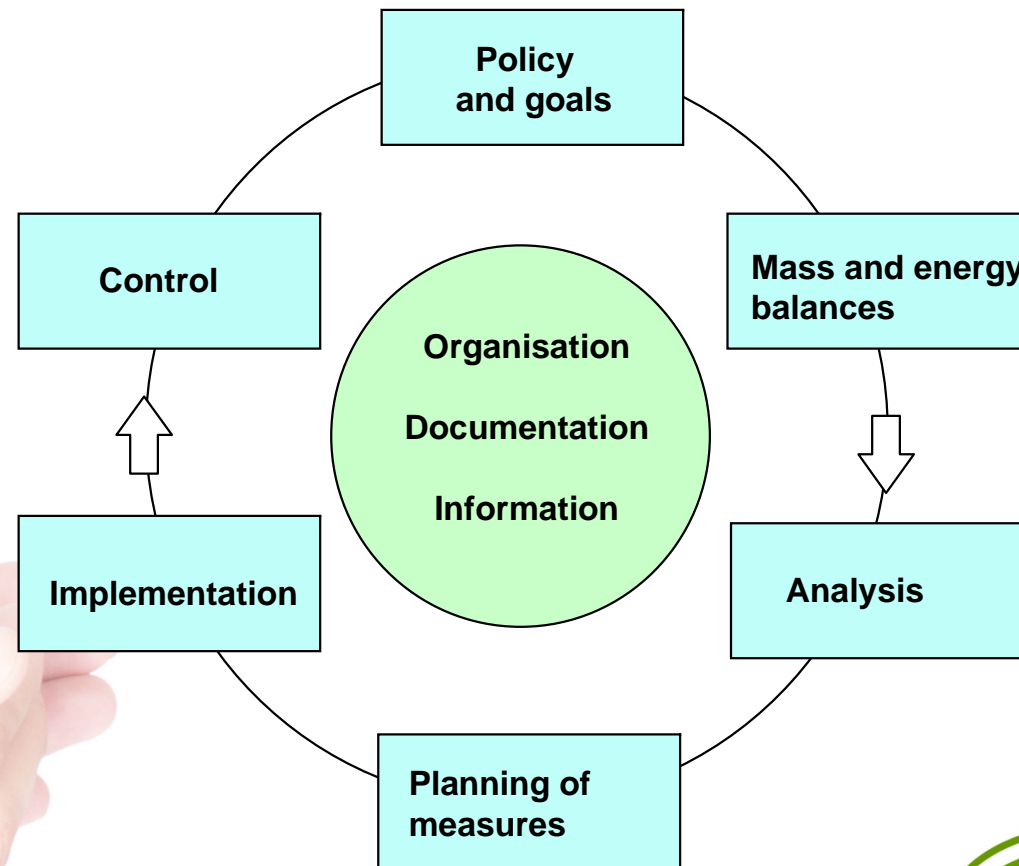 Policy
and goals
Control
Mass and energy
balances
Organisation
Documentation
Information
Implementation
Analysis
Planning of
measures